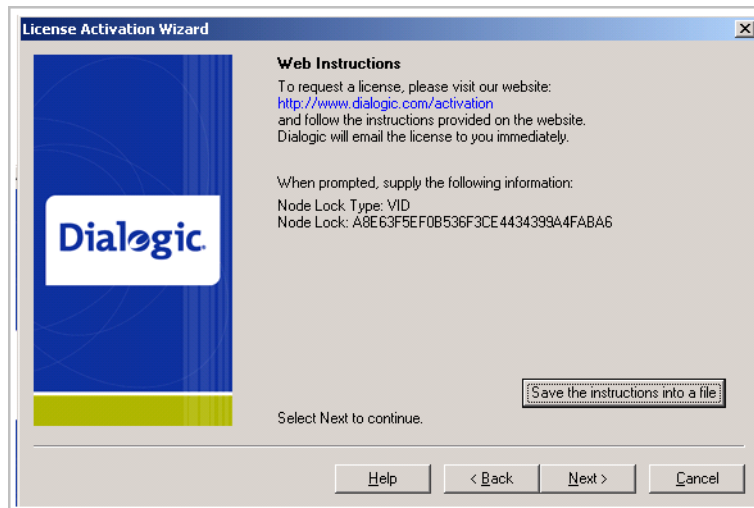 License Activation Wizard
Web Instructions
To request a license, please visit our website:
http://www.dialogic.com/activation
and follow the instructions provided on the website.
Dialogic will email the license to you immediately.
When prompted, supply the following information:
Node Lock Type: VID
Node Lock: A8E63F5EF0B536F3CE4434399A4FABA6
Dialogic.
Save the instructions into a file
Select Next to continue.
Help
< Back
Next >
Cancel